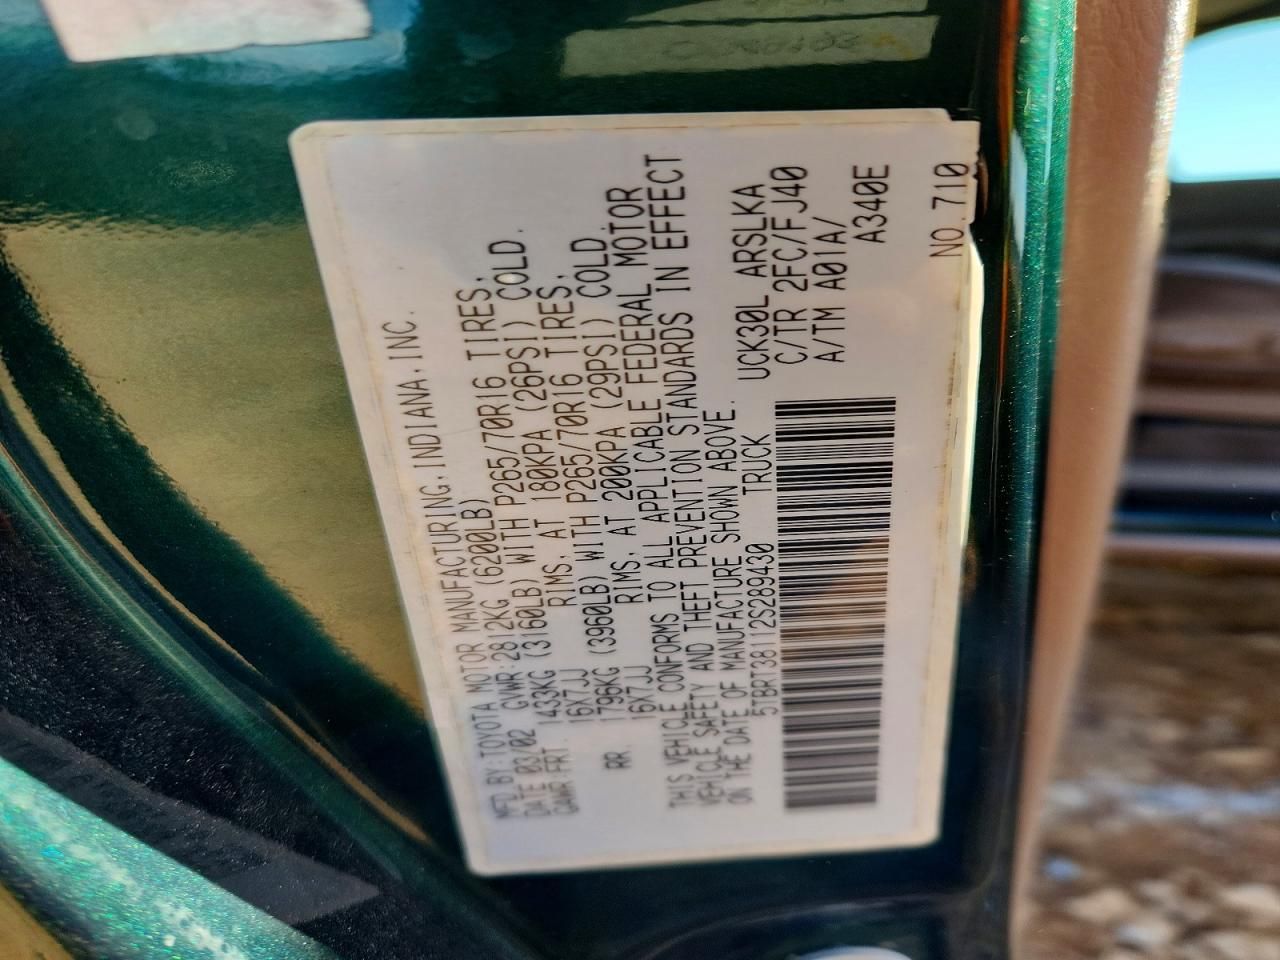 MFD. BY: TOYOTA MOTOR MANUFACTURING, INDIANA, INC.
DATE 03/02 GVWR: 2812KG (6200LB)
GAWR: FRT. 1433KG (3160LB) WITH P265/70R16 TIRES,
16X7JJ RIMS, AT 180KPA (26PSI) COLD.
RR. 1796KG (3960LB) WITH P265/70R16 TIRES,
16X7JJ RIMS, AT 200KPA (29PSI) COLD.
THIS VEHICLE CONFORMS TO ALL APPLICABLE FEDERAL MOTOR
VEHICLE SAFETY AND THEFT PREVENTION STANDARDS IN EFFECT
ON THE DATE OF MANUFACTURE SHOWN ABOVE.
5TBRT38112S289430 TRUCK
UCK30L ARSLKA
C/TR 2FC/FJ40
A/TM A01A/
A340E
NO. 710